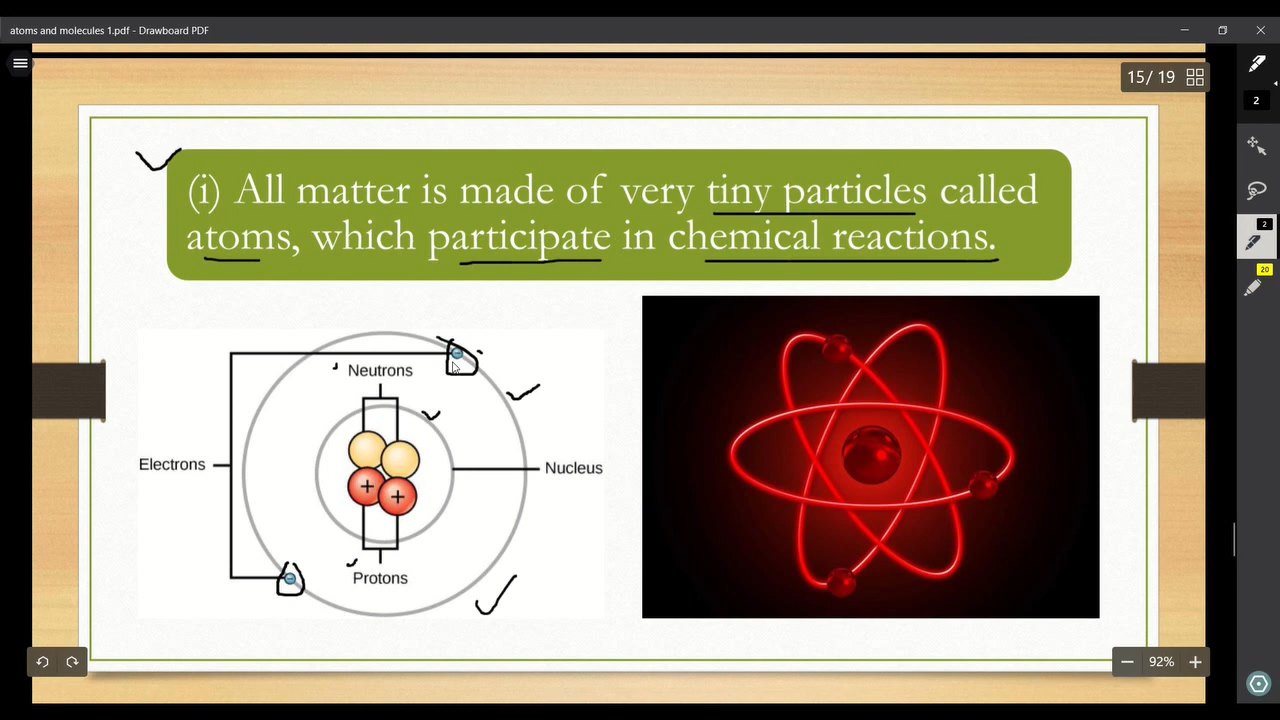 atoms and molecules 1.pdf - Drawboard PDF
15/ 19
2
(i) All matter is made of very tiny particles called
atoms, which participate in chemical reactions.
2
20
Neutrons
Electrons
Nucleus
+
+
Protons
92%